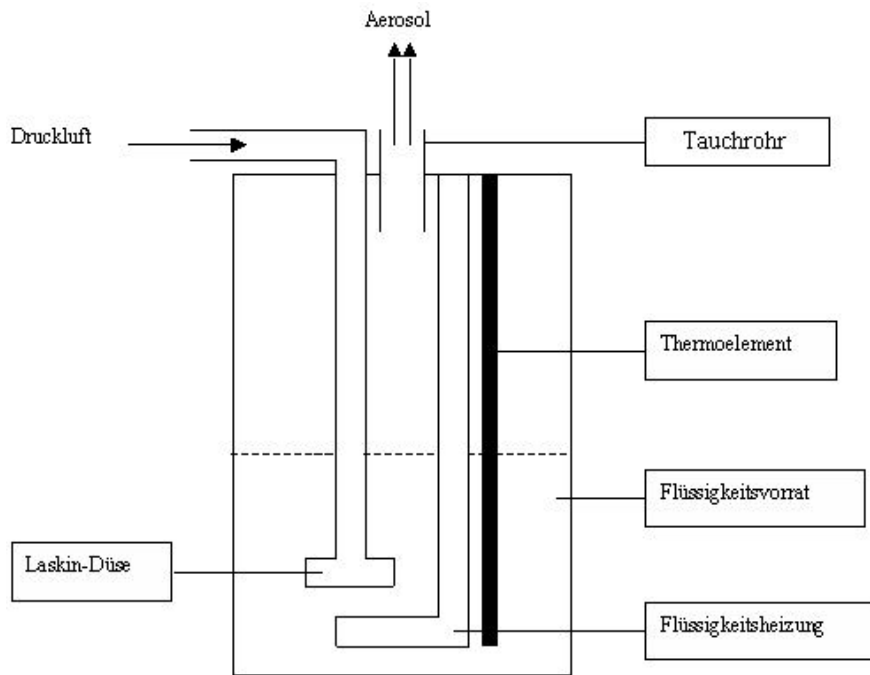 Aerosol
Druckluft
Tauchrohr
Thermoelement
Flüssigkeitsvorrat
Laskin-Düse
Flüssigkeitsheizung